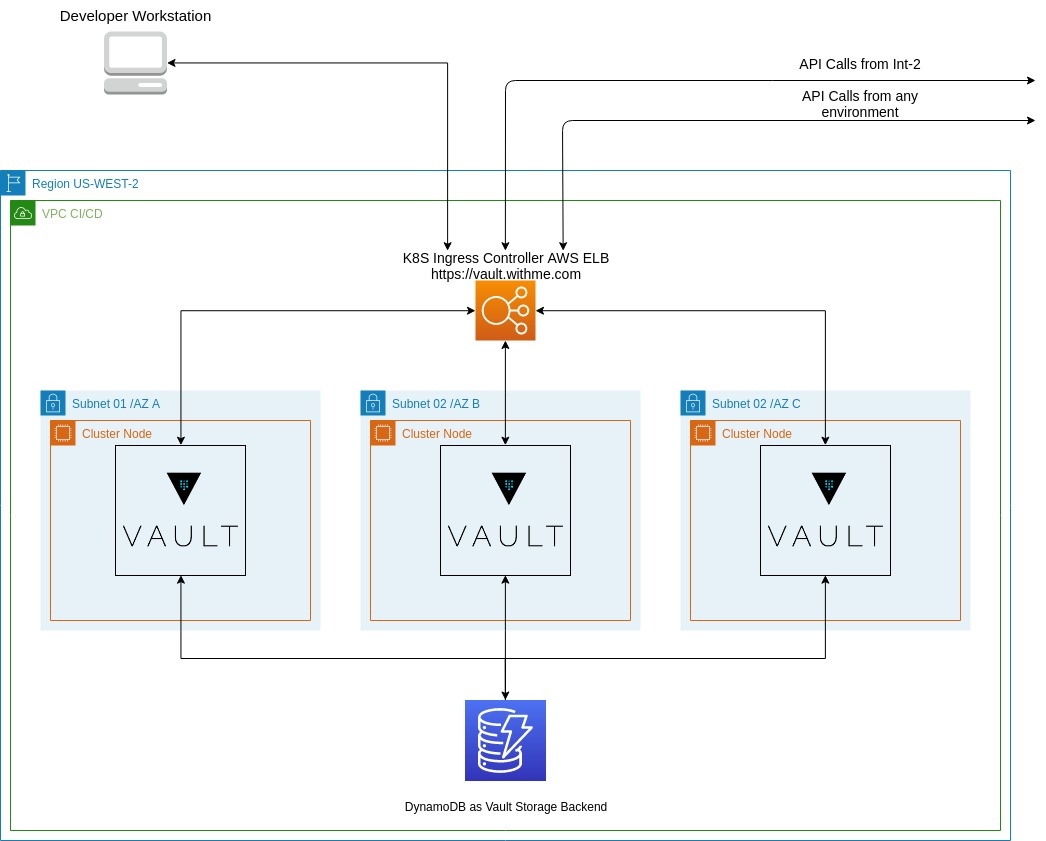 Developer Workstation
API Calls from Int-2
API Calls from any
environment
Region US-WEST-2
VPC CI/CD
K8S Ingress Controller AWS ELB
https://vault.withme.com
Subnet 01 /AZ A
Subnet 02 /AZ B
Subnet 02 /AZ C
Cluster Node
Cluster Node
Cluster Node
VAULT
VAULT
VAULT
DynamoDB as Vault Storage Backend